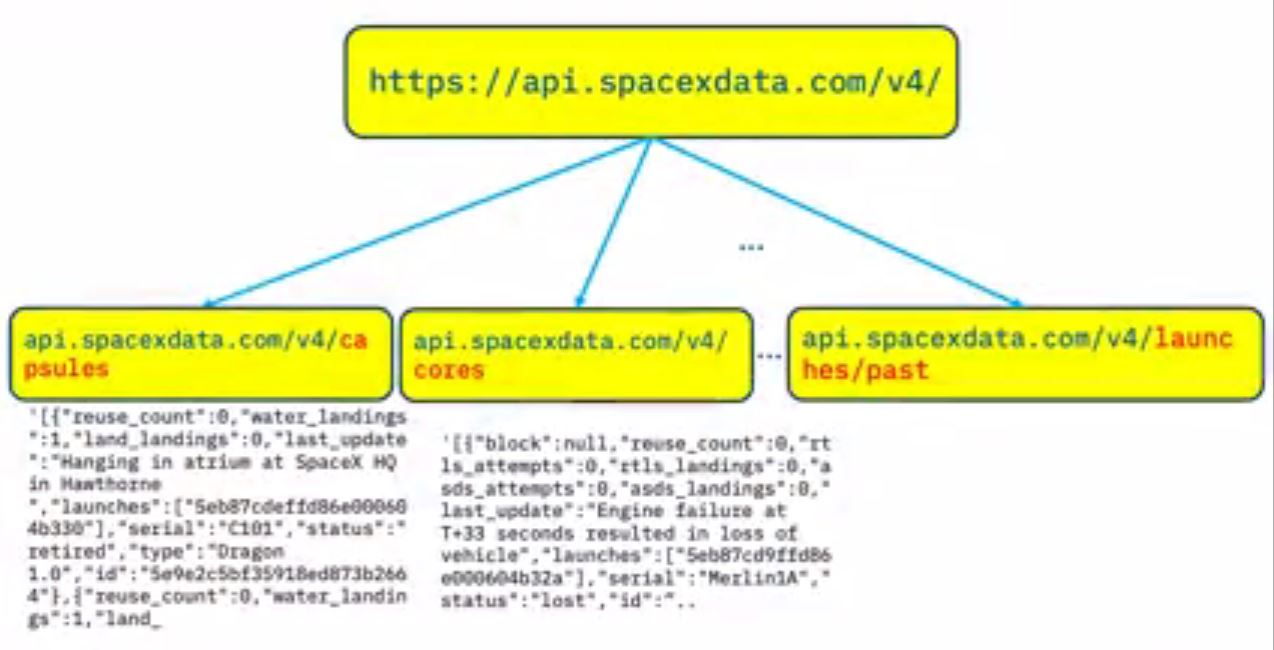 https://api.spacexdata.com/v4/
...
api.spacexdata.com/v4/ca
psules
api.spacexdata.com/v4/
cores
...
api.spacexdata.com/v4/launc
hes/past
'[{"reuse_count":0,"water_landings
":1,"land_landings":0,"last_update
":"Hanging in atrium at SpaceX HQ
in Hawthorne
","launches":["5eb87cdeffd86e00060
4b330"],"serial":"C101","status":"
retired","type":"Dragon
1.0","id":"5e9e2c5bf35918ed873b266
4"},{"reuse_count":0,"water_landin
gs":1,"land_
'[{"block":null,"reuse_count":0,"rt
ls_attempts":0,"rtls_landings":0,"a
sds_attempts":0,"asds_landings":0,"
last_update":"Engine failure at
T+33 seconds resulted in loss of
vehicle","launches":["5eb87cd9ffd86
e000604b32a"],"serial":"Merlin1A","
status":"lost","id":"..